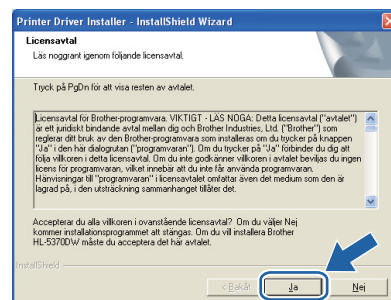 Printer Driver Installer - InstallShield Wizard
Licensavtal
Läs noggrant igenom följande licensavtal.
Tryck på PgDn för att visa resten av avtalet.
Licensavtal för Brother-programvara. VIKTIGT - LÄS NOGA: Detta licensavtal ("avtalet")
är ett juridiskt bindande avtal mellan dig och Brother Industries, Ltd. ("Brother") som
reglerar ditt bruk av den Brother-programvara som installeras om du trycker på knappen
"Ja" i den här dialogrutan ("programvaran"). Om du trycker på "Ja" förbinder du dig att
följa villkoren i detta licensavtal. Om du inte godkänner villkoren i avtalet beviljas du ingen
licens för programvaran, vilket innebär att du inte får använda programvaran.
Hänvisningar till "programvaran" i licensavtalet omfattar även det medium som den är
lagrad på, i den utsträckning sammanhanget tillåter det.
Accepterar du alla villkoren i ovanstående licensavtal? Om du väljer Nej
kommer installationsprogrammet att stängas. Om du vill installera Brother
HL-5370DW måste du acceptera det här avtalet.
InstallShield
< Bakåt
Ja
Nej